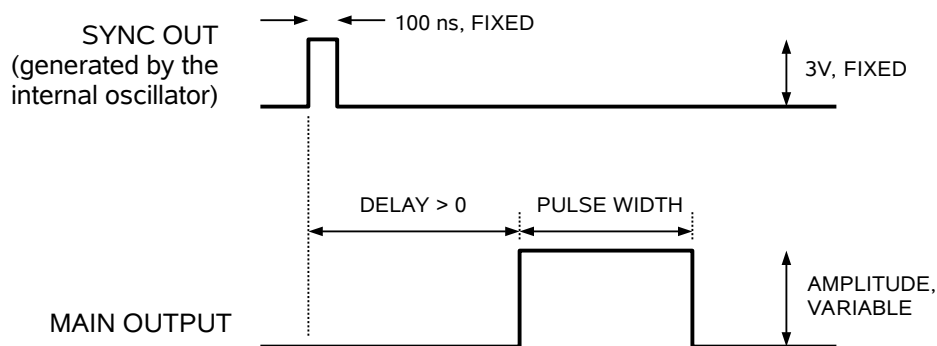 100 ns, FIXED
SYNC OUT
(generated by the
internal oscillator)
3V, FIXED
DELAY > 0
PULSE WIDTH
AMPLITUDE,
VARIABLE
MAIN OUTPUT